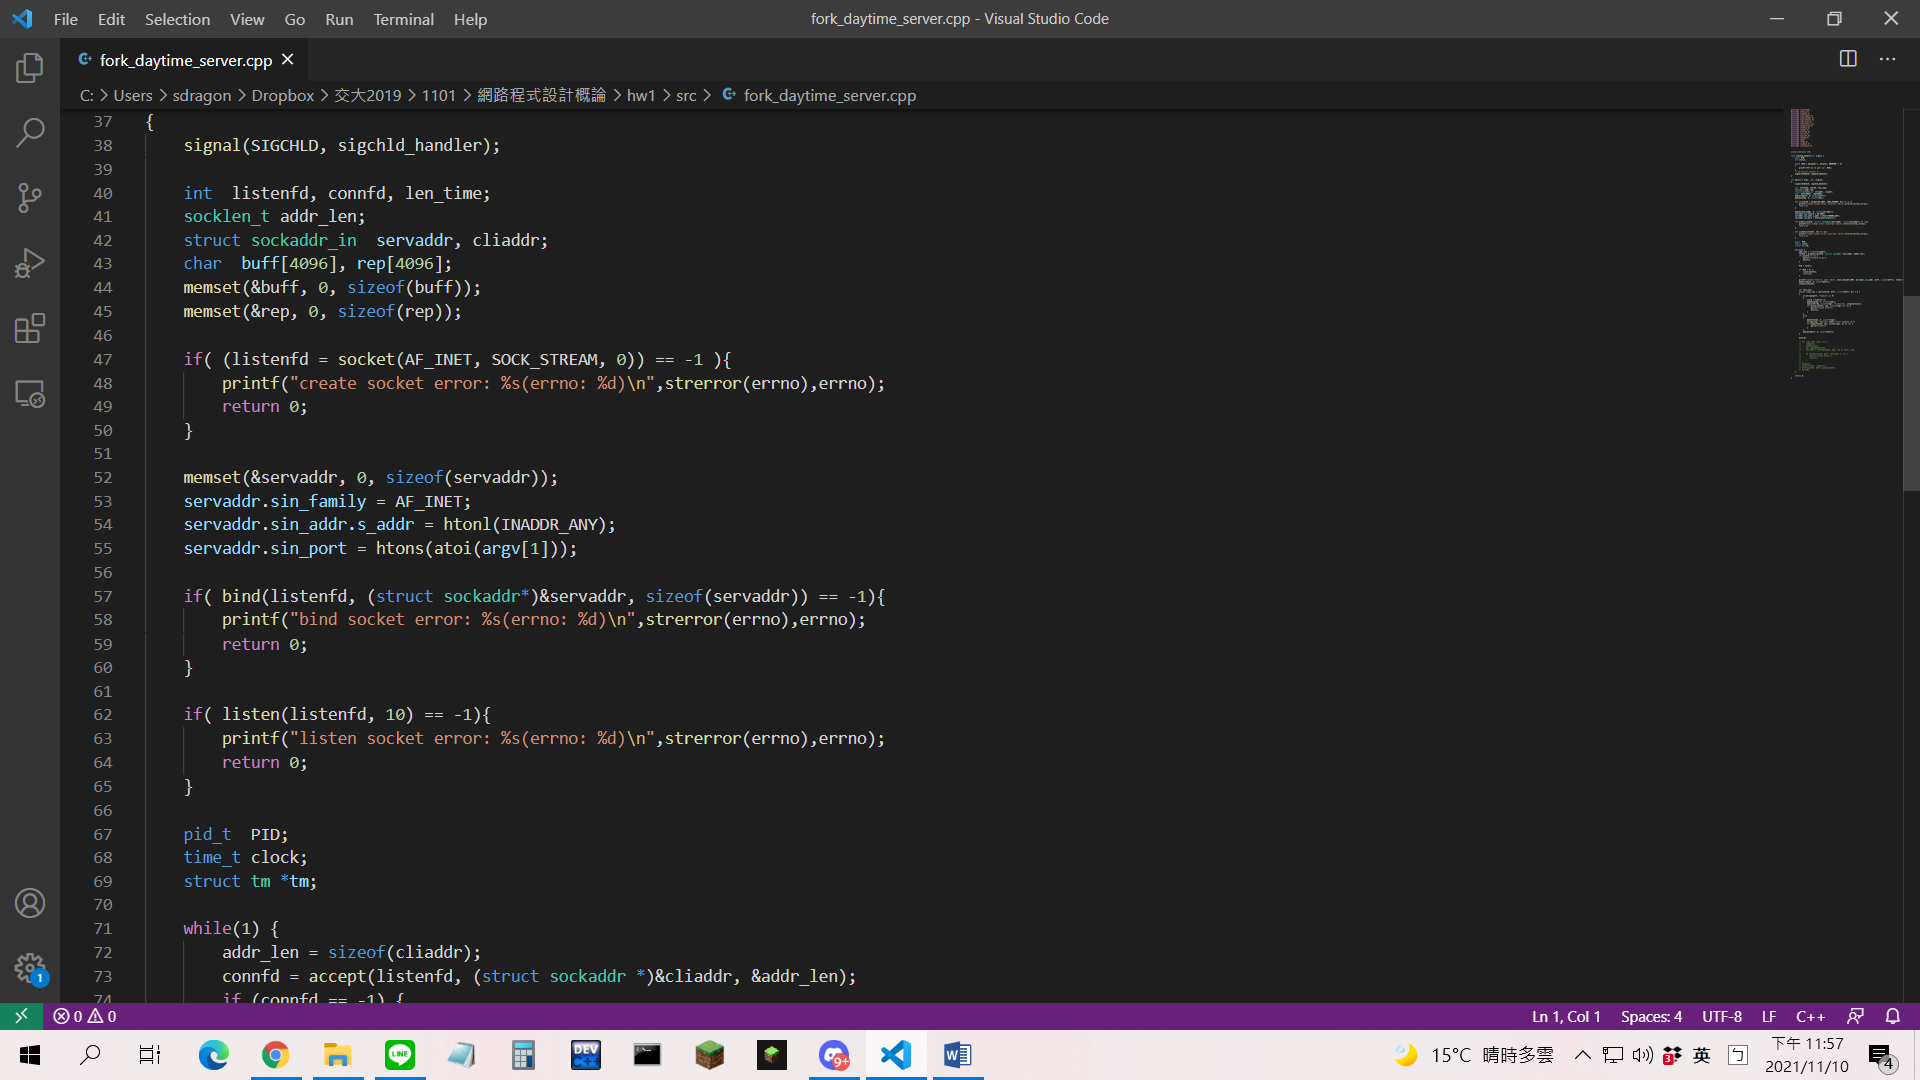 File Edit Selection View Go Run Terminal Help fork_daytime_server.cpp - Visual Studio Code
fork_daytime_server.cpp
C: > Users > sdragon > Dropbox > 交大2019 > 1101 > 網路程式設計概論 > hw1 > src > fork_daytime_server.cpp
37 {
38 signal(SIGCHLD, sigchld_handler);
39
40 int  listenfd, connfd, len_time;
41 socklen_t addr_len;
42 struct sockaddr_in  servaddr, cliaddr;
43 char  buff[4096], rep[4096];
44 memset(&buff, 0, sizeof(buff));
45 memset(&rep, 0, sizeof(rep));
46
47 if( (listenfd = socket(AF_INET, SOCK_STREAM, 0)) == -1 ){
48 printf("create socket error: %s(errno: %d)\n",strerror(errno),errno);
49 return 0;
50 }
51
52 memset(&servaddr, 0, sizeof(servaddr));
53 servaddr.sin_family = AF_INET;
54 servaddr.sin_addr.s_addr = htonl(INADDR_ANY);
55 servaddr.sin_port = htons(atoi(argv[1]));
56
57 if( bind(listenfd, (struct sockaddr*)&servaddr, sizeof(servaddr)) == -1){
58 printf("bind socket error: %s(errno: %d)\n",strerror(errno),errno);
59 return 0;
60 }
61
62 if( listen(listenfd, 10) == -1){
63 printf("listen socket error: %s(errno: %d)\n",strerror(errno),errno);
64 return 0;
65 }
66
67 pid_t  PID;
68 time_t clock;
69 struct tm *tm;
70
71 while(1) {
72 addr_len = sizeof(cliaddr);
73 connfd = accept(listenfd, (struct sockaddr *)&cliaddr, &addr_len);
74 if (connfd == -1) {
1
0 0 Ln 1, Col 1 Spaces: 4 UTF-8 LF C++
LINE DEV C++ 9+ 15°C 晴時多雲 3 英 ㄅ 下午 11:57
2021/11/10 4